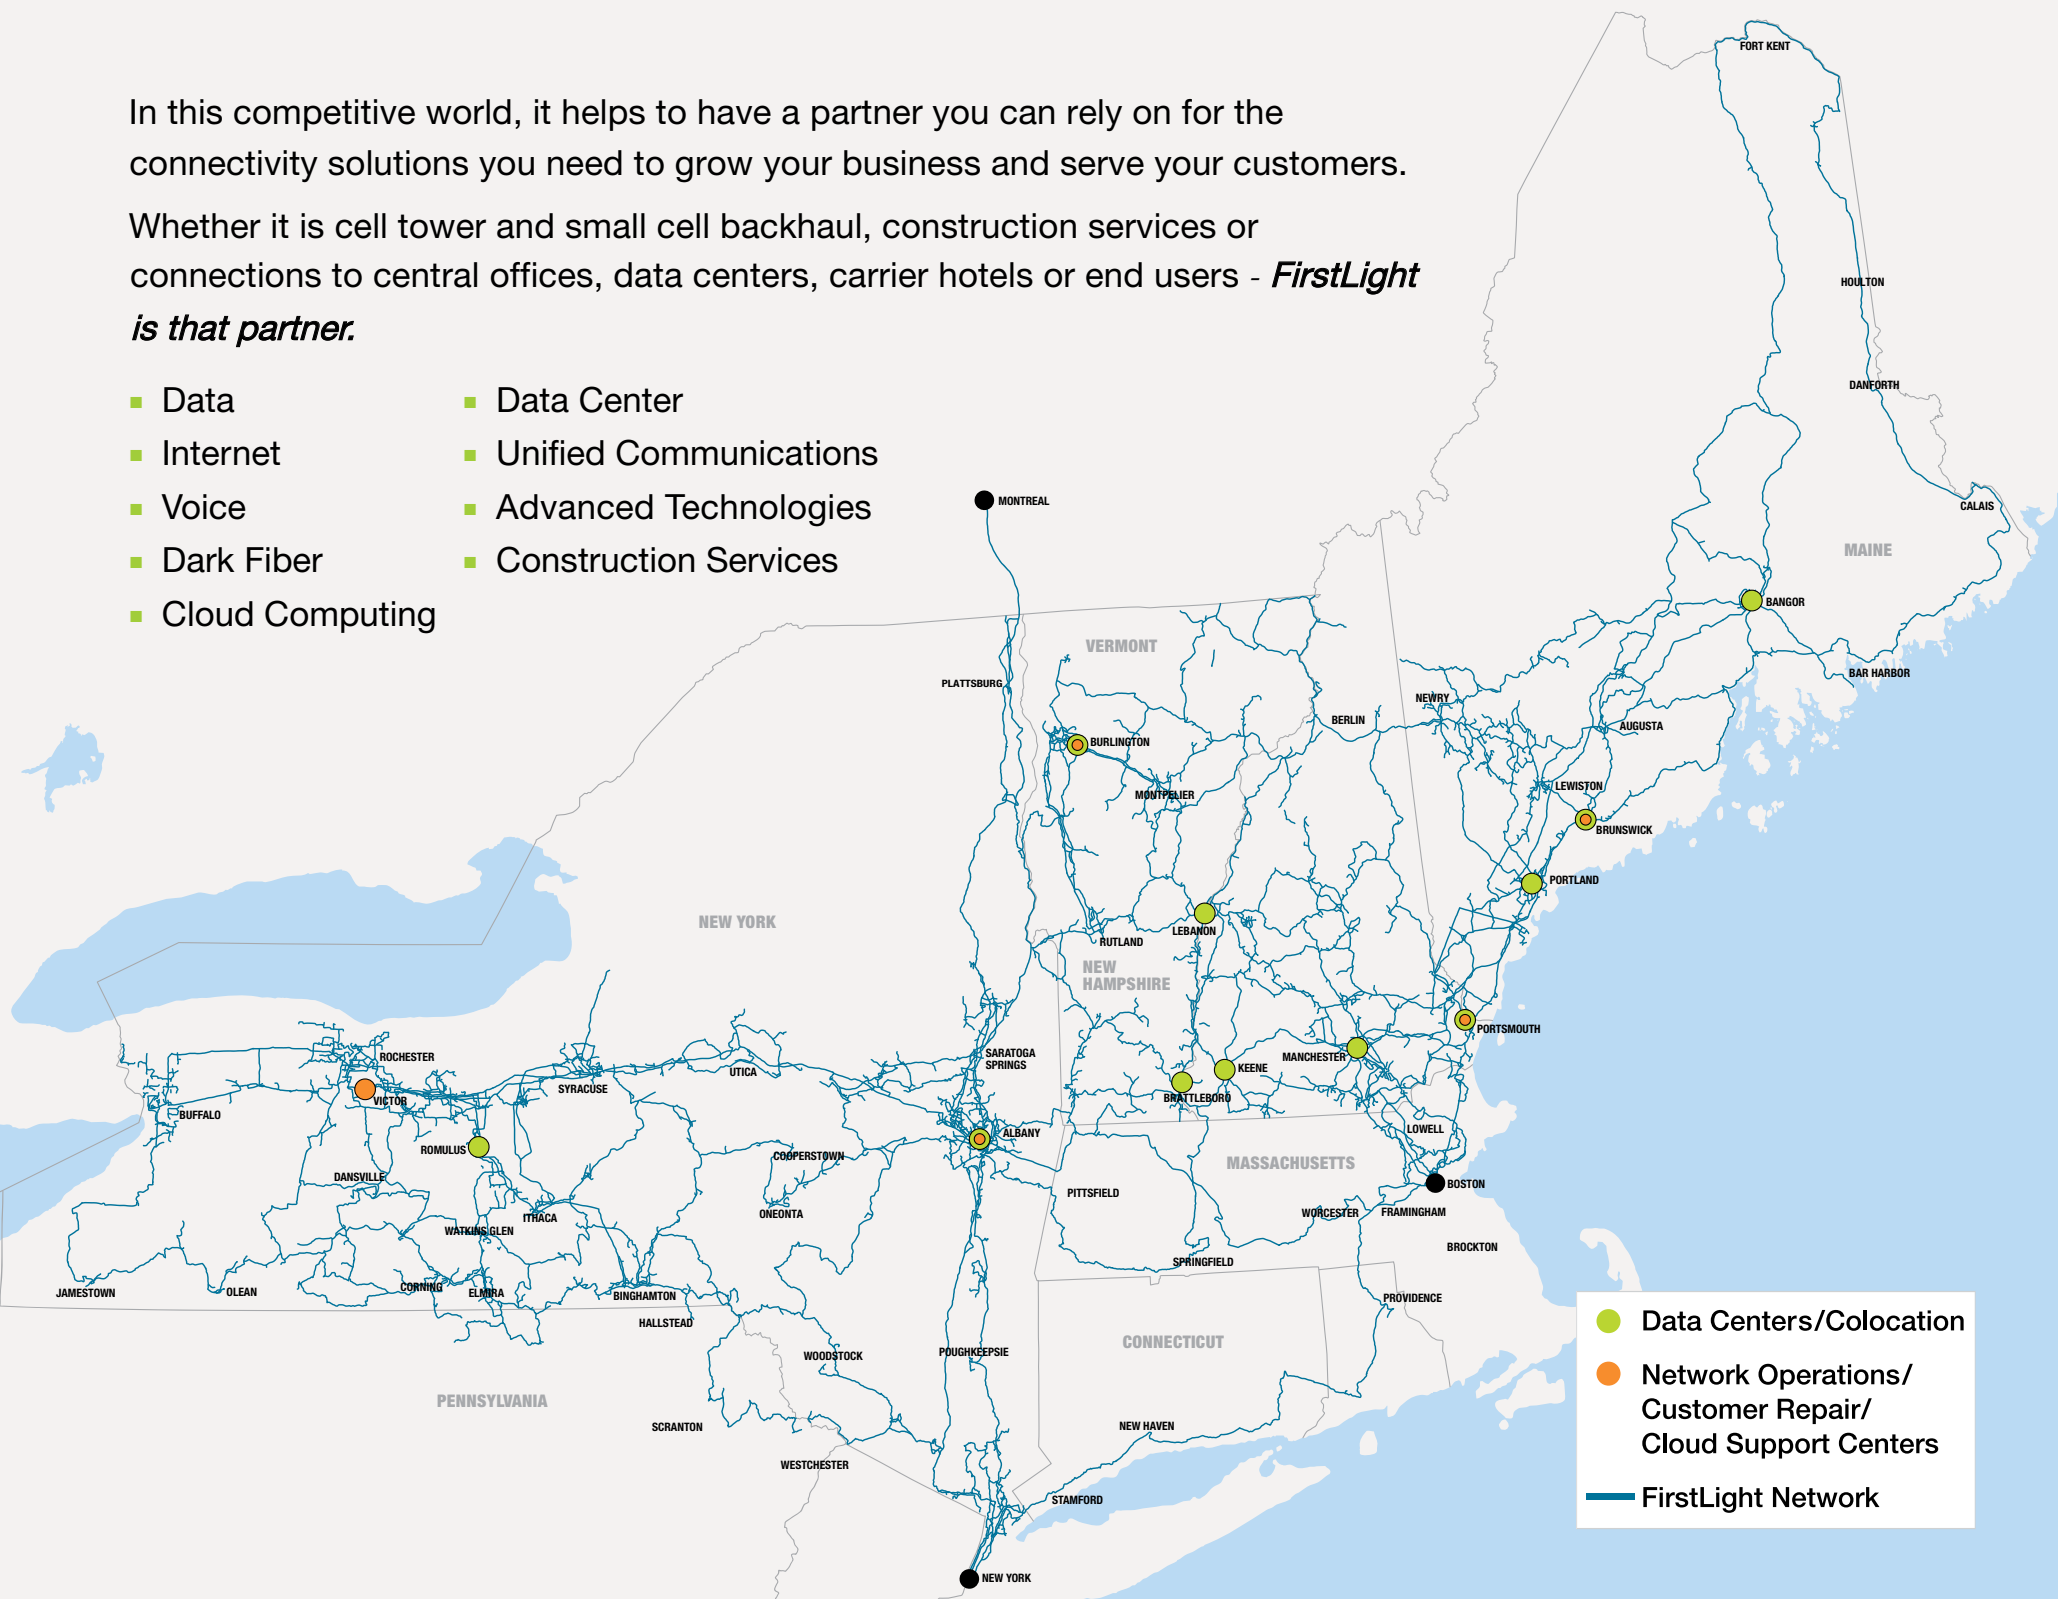 In this competitive world, it helps to have a partner you can rely on for the
connectivity solutions you need to grow your business and serve your customers.
Whether it is cell tower and small cell backhaul, construction services or
connections to central offices, data centers, carrier hotels or end users - FirstLight
is that partner.
Data
Internet
Voice
Dark Fiber
Cloud Computing
Data Center
Unified Communications
Advanced Technologies
Construction Services
FORT KENT
HOULTON
DANFORTH
CALAIS
MAINE
BANGOR
BAR HARBOR
MONTREAL
VERMONT
PLATTSBURG
NEWRY
BERLIN
AUGUSTA
BURLINGTON
MONTPELIER
LEWISTON
BRUNSWICK
PORTLAND
NEW YORK
LEBANON
RUTLAND
NEW
HAMPSHIRE
PORTSMOUTH
ROCHESTER
SARATOGA
SPRINGS
MANCHESTER
KEENE
UTICA
SYRACUSE
VICTOR
BRATTLEBORO
BUFFALO
LOWELL
ALBANY
ROMULUS
COOPERSTOWN
MASSACHUSETTS
DANSVILLE
BOSTON
PITTSFIELD
ONEONTA
WORCESTER
FRAMINGHAM
ITHACA
WATKINS GLEN
BROCKTON
SPRINGFIELD
CORNING
JAMESTOWN
OLEAN
ELMIRA
BINGHAMTON
PROVIDENCE
HALLSTEAD
CONNECTICUT
WOODSTOCK
POUGHKEEPSIE
PENNSYLVANIA
SCRANTON
NEW HAVEN
WESTCHESTER
STAMFORD
NEW YORK
Data Centers/Colocation
Network Operations/
Customer Repair/
Cloud Support Centers
FirstLight Network